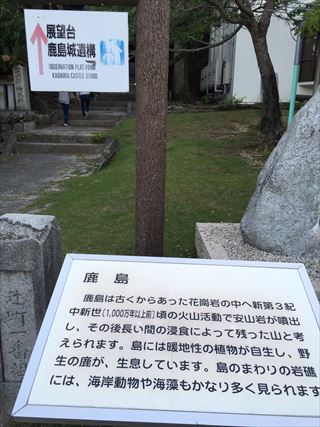 展望台
鹿島城遺構
OBSERVATION PLAT FORM
KASHIMA CASTLE STOOD
鹿 島
鹿島は古くからあった花崗岩の中へ新第3紀
中新世(1,000万年以上前)頃の火山活動で安山岩が噴出
し、その後長い間の浸食によって残った山と考
えられます。島には暖地性の植物が自生し、野
生の鹿が、生息しています。島のまわりの岩礁
には、海岸動物や海藻もかなり多く見られます
辻町一番組